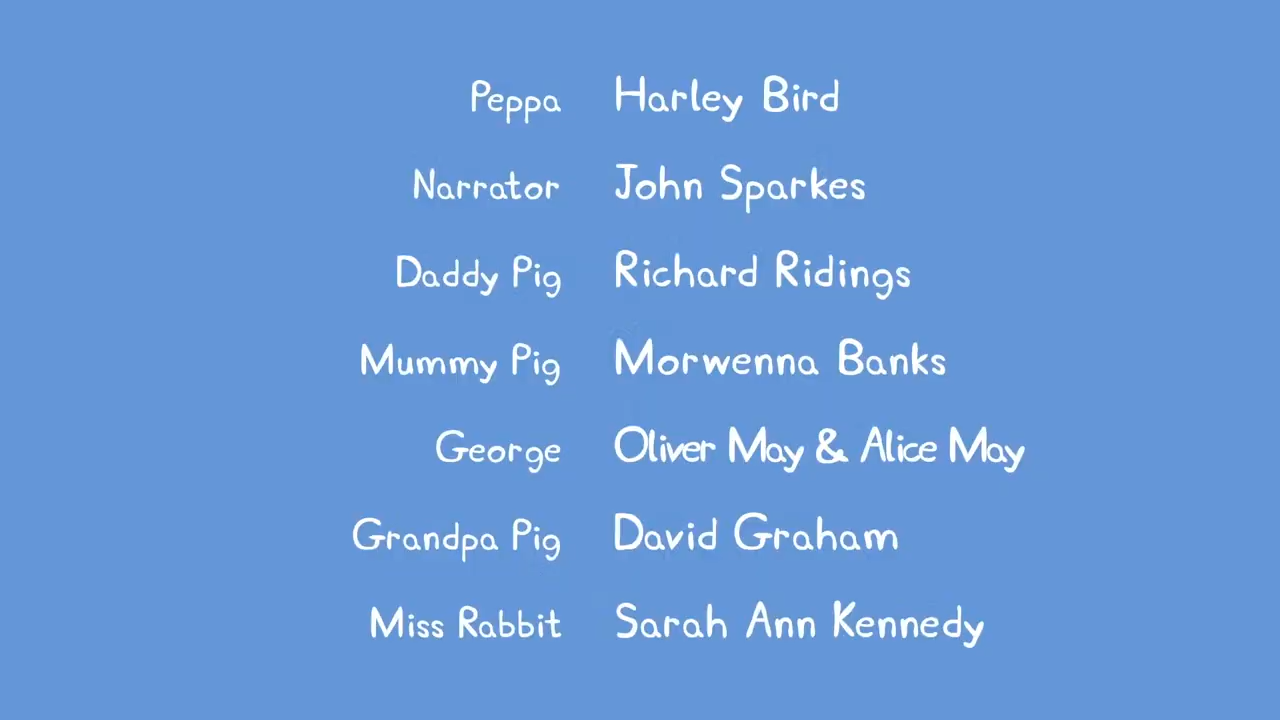 Peppa Harley Bird
Narrator John Sparkes
Daddy Pig Richard Ridings
Mummy Pig Morwenna Banks
George Oliver May & Alice May
Grandpa Pig David Graham
Miss Rabbit Sarah Ann Kennedy